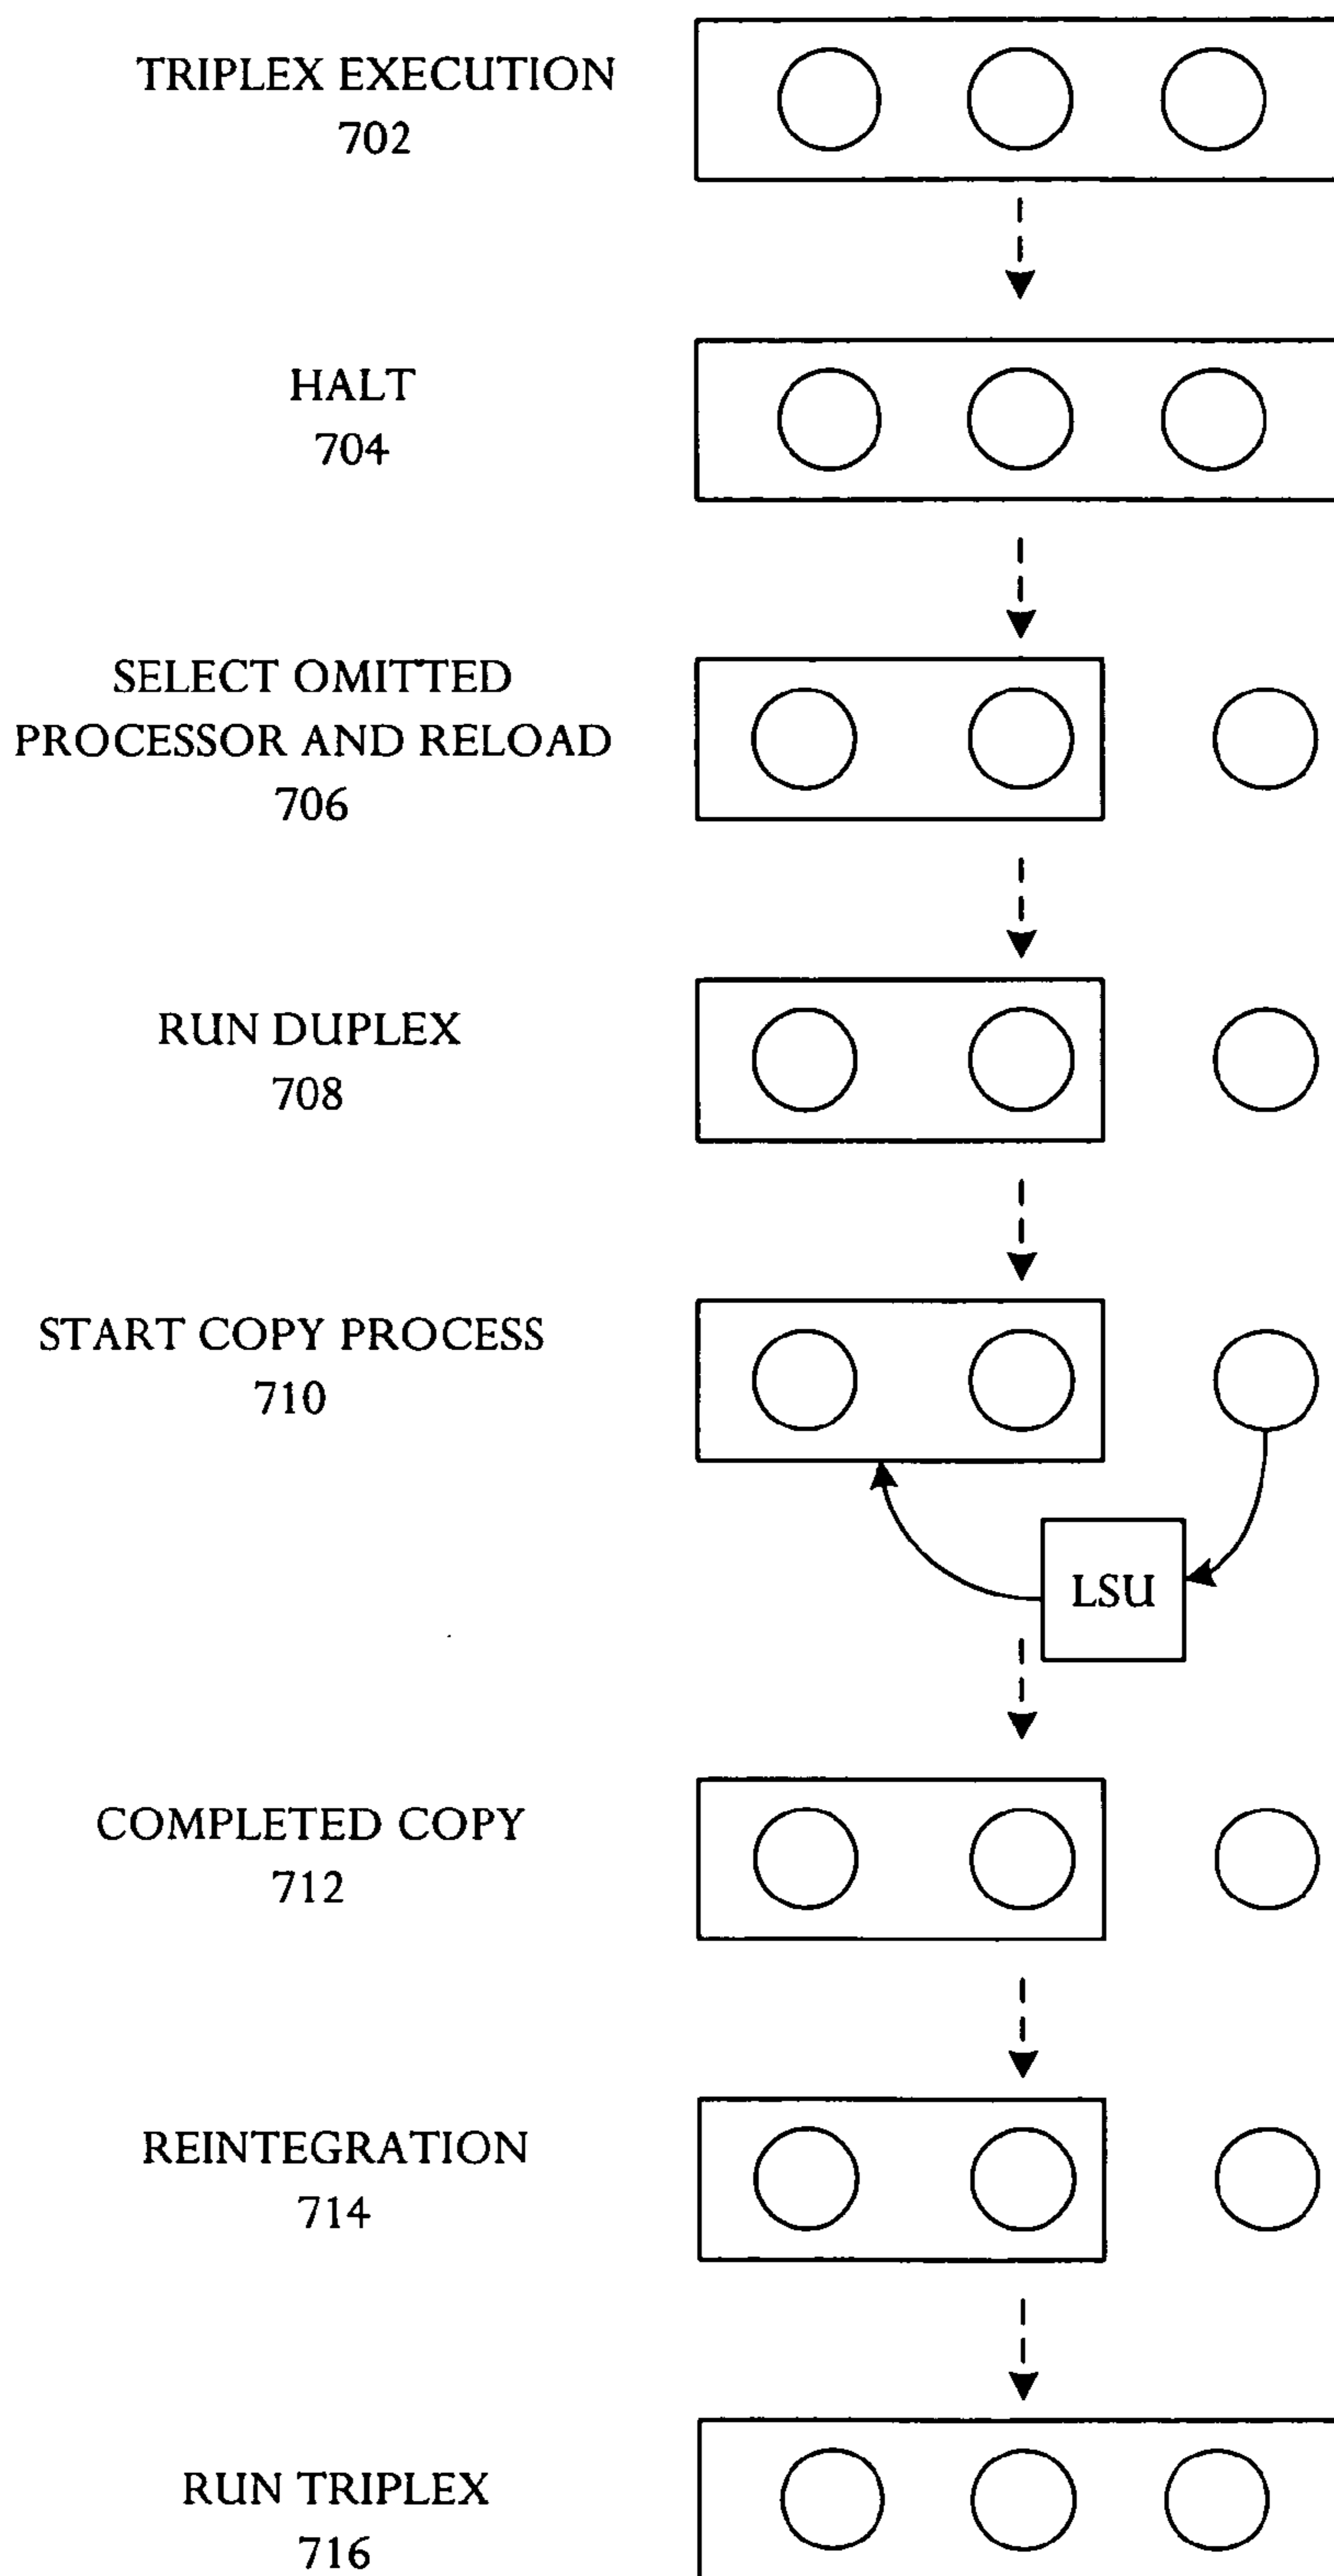 TRIPLEX EXECUTION
702
HALT
704
SELECT OMITTED
PROCESSOR AND RELOAD
706
RUN DUPLEX
708
START COPY PROCESS
710
LSU
COMPLETED COPY
712
REINTEGRATION
714
RUN TRIPLEX
716